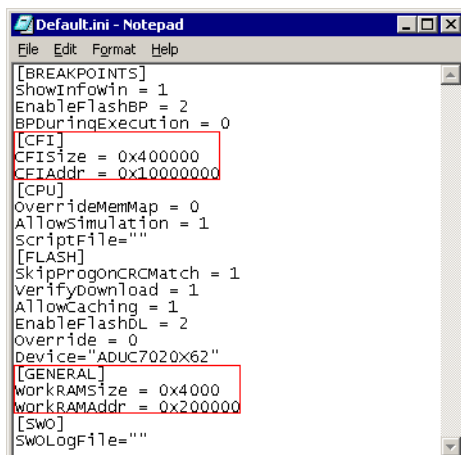 Default.ini - Notepad
File Edit Format Help
[BREAKPOINTS]
ShowInfoWin = 1
EnableFlashBP = 2
BPDuringExecution = 0
[CFI]
CFISize = 0x400000
CFIAddr = 0x10000000
[CPU]
OverrideMemMap = 0
AllowSimulation = 1
ScriptFile=""
[FLASH]
SkipProgOnCRCMatch = 1
VerifyDownload = 1
AllowCaching = 1
EnableFlashDL = 2
Override = 0
Device="ADUC7020X62"
[GENERAL]
WorkRAMSize = 0x4000
WorkRAMAddr = 0x200000
[SWO]
SWOLogFile=""